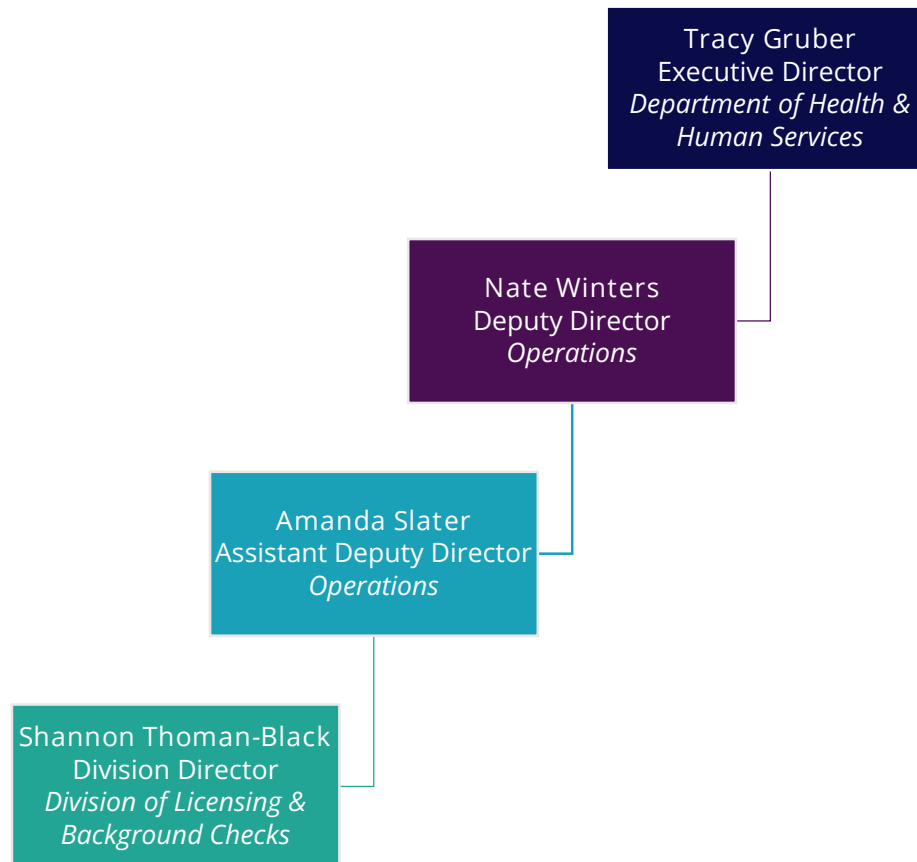 Tracy Gruber
Executive Director
Department of Health &
Human Services
Nate Winters
Deputy Director
Operations
Amanda Slater
Assistant Deputy Director
Operations
Shannon Thoman-Black
Division Director
Division of Licensing &
Background Checks